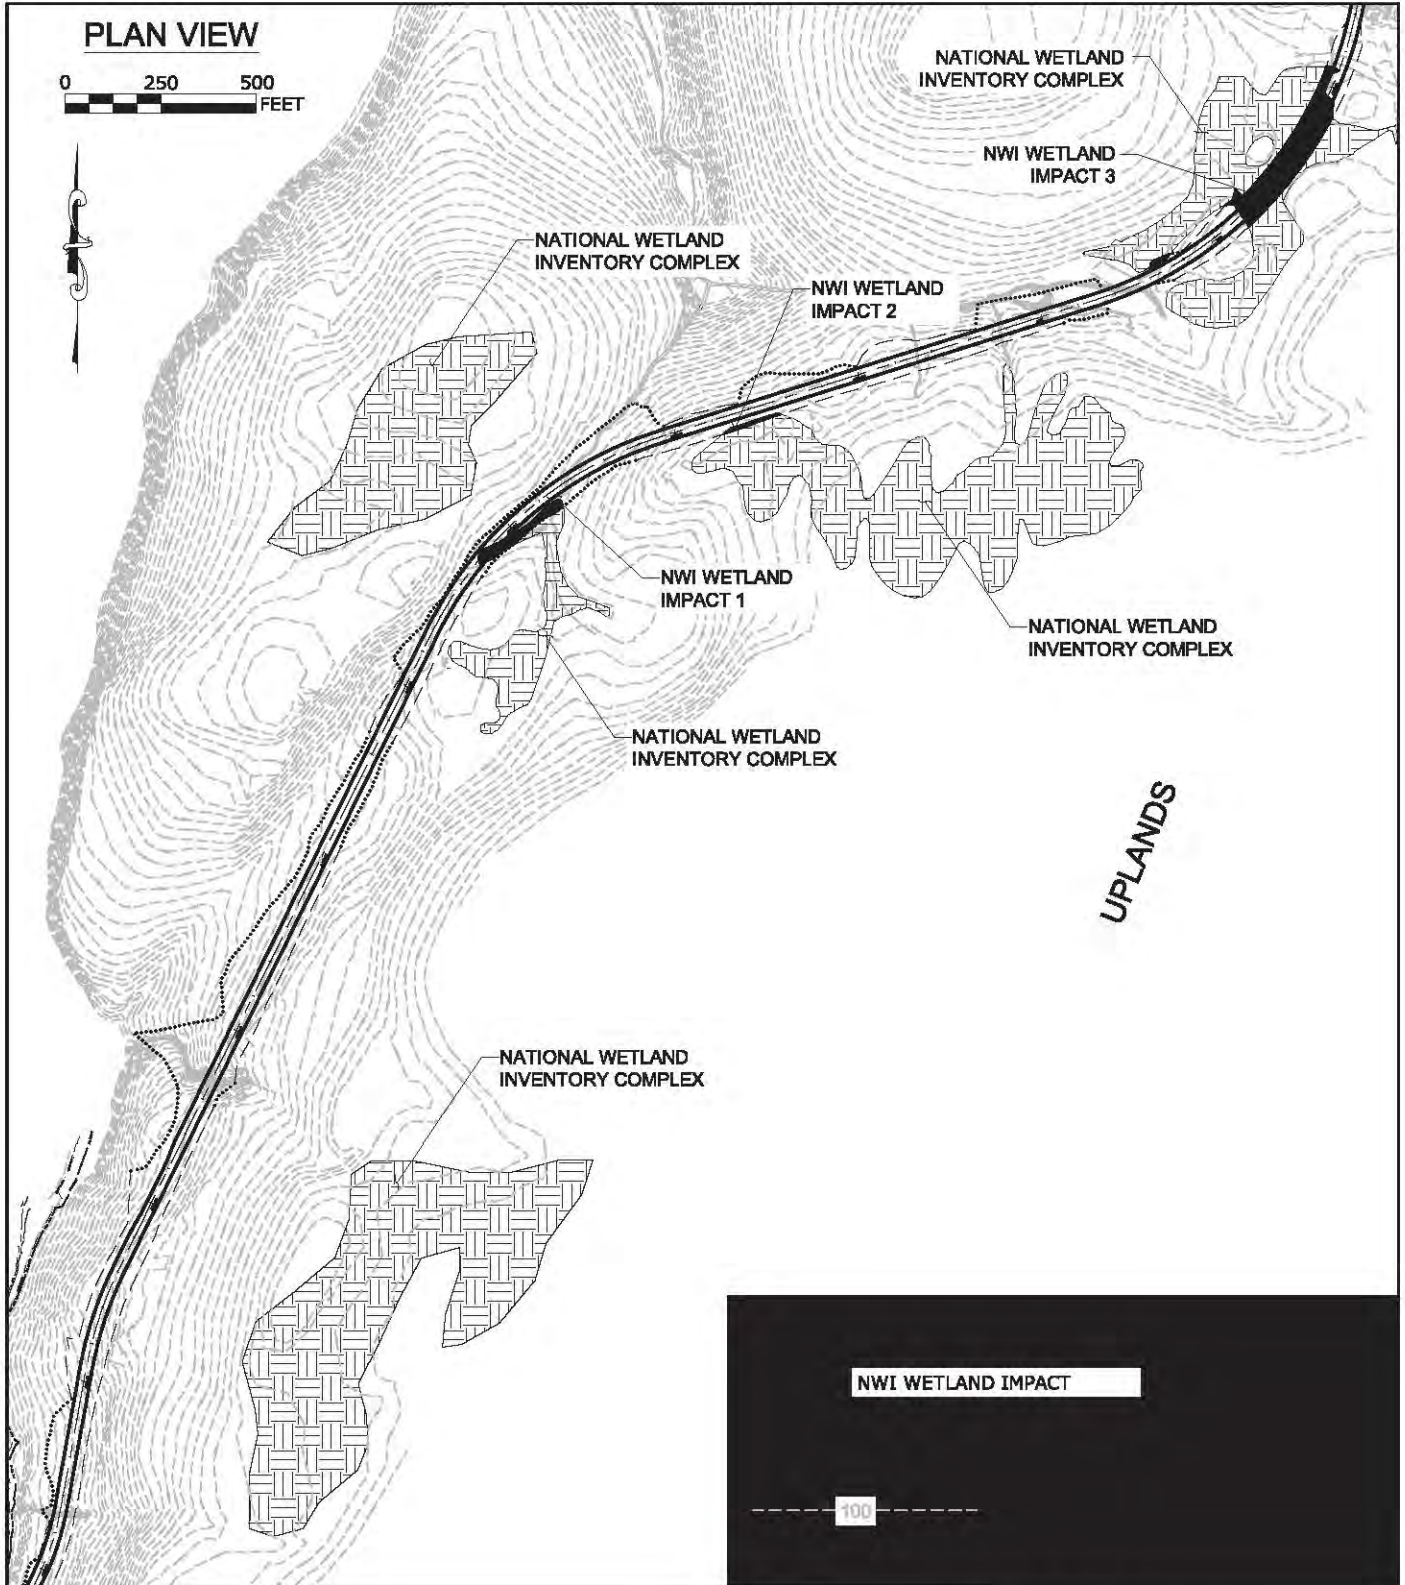 PLAN VIEW
0 250 500
FEET
NATIONAL WETLAND
INVENTORY COMPLEX
NWI WETLAND
IMPACT 3
NATIONAL WETLAND
INVENTORY COMPLEX
NWI WETLAND
IMPACT 2
NWI WETLAND
IMPACT 1
NATIONAL WETLAND
INVENTORY COMPLEX
NATIONAL WETLAND
INVENTORY COMPLEX
UPLANDS
NATIONAL WETLAND
INVENTORY COMPLEX
NWI WETLAND IMPACT
100